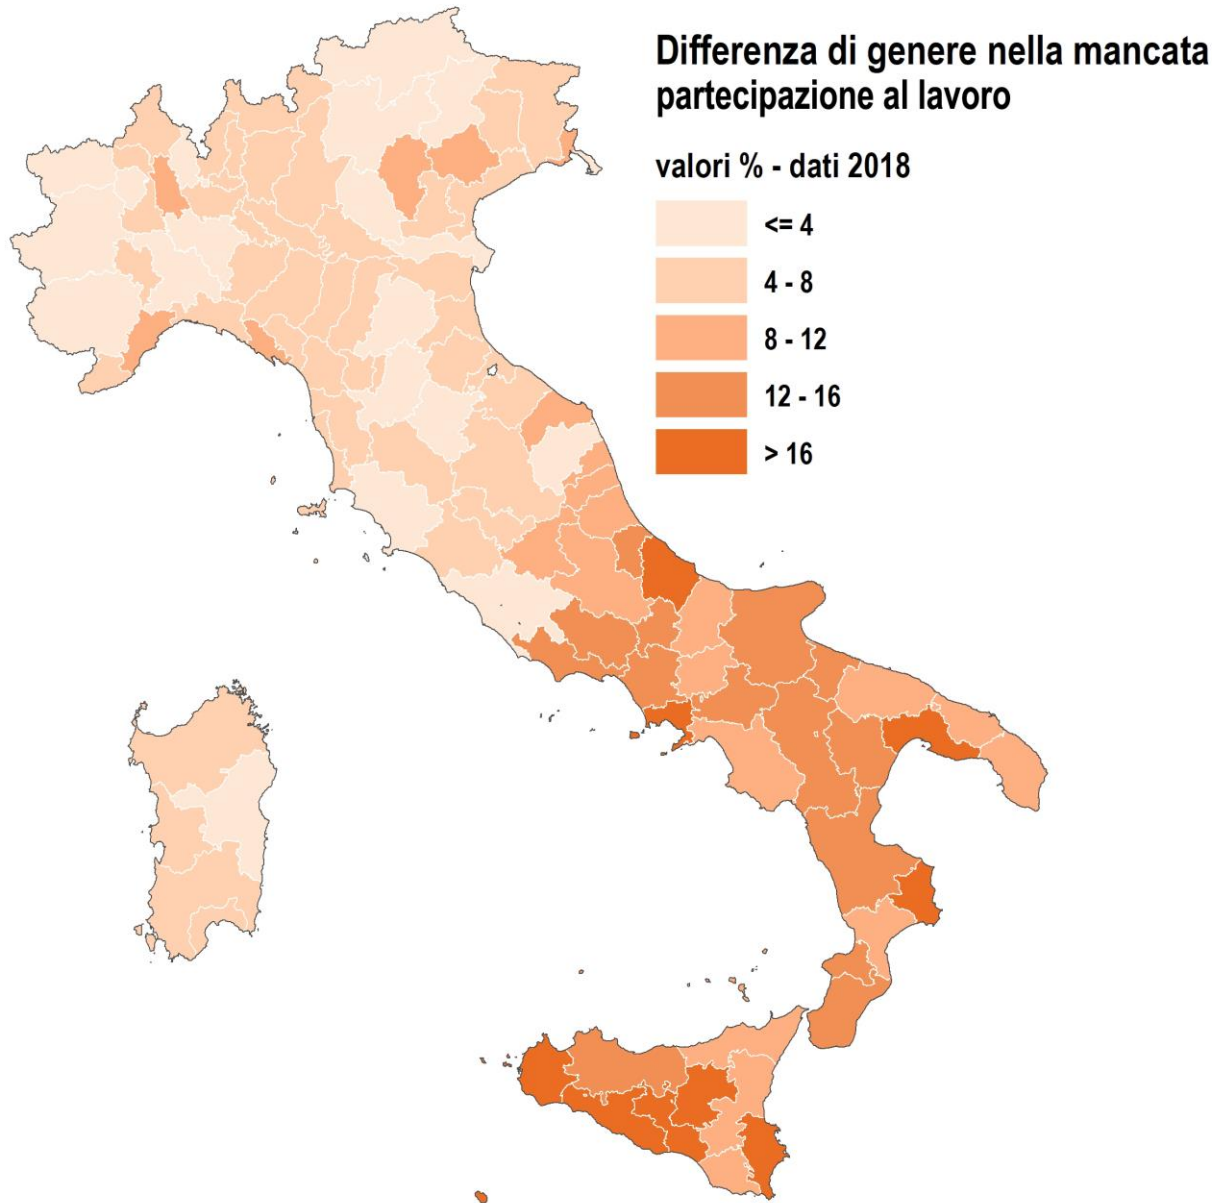 Differenza di genere nella mancata
partecipazione al lavoro
valori % - dati 2018
<= 4
4 - 8
8 - 12
12 - 16
> 16